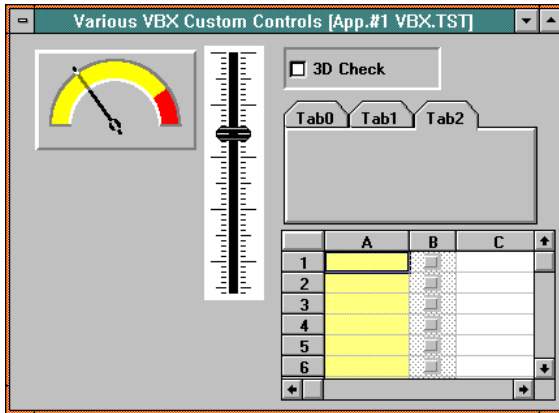 Various VBX Custom Controls [App.#1 VBX.TST]
3D Check
Tab0 Tab1 Tab2
A B C
1
2
3
4
5
6